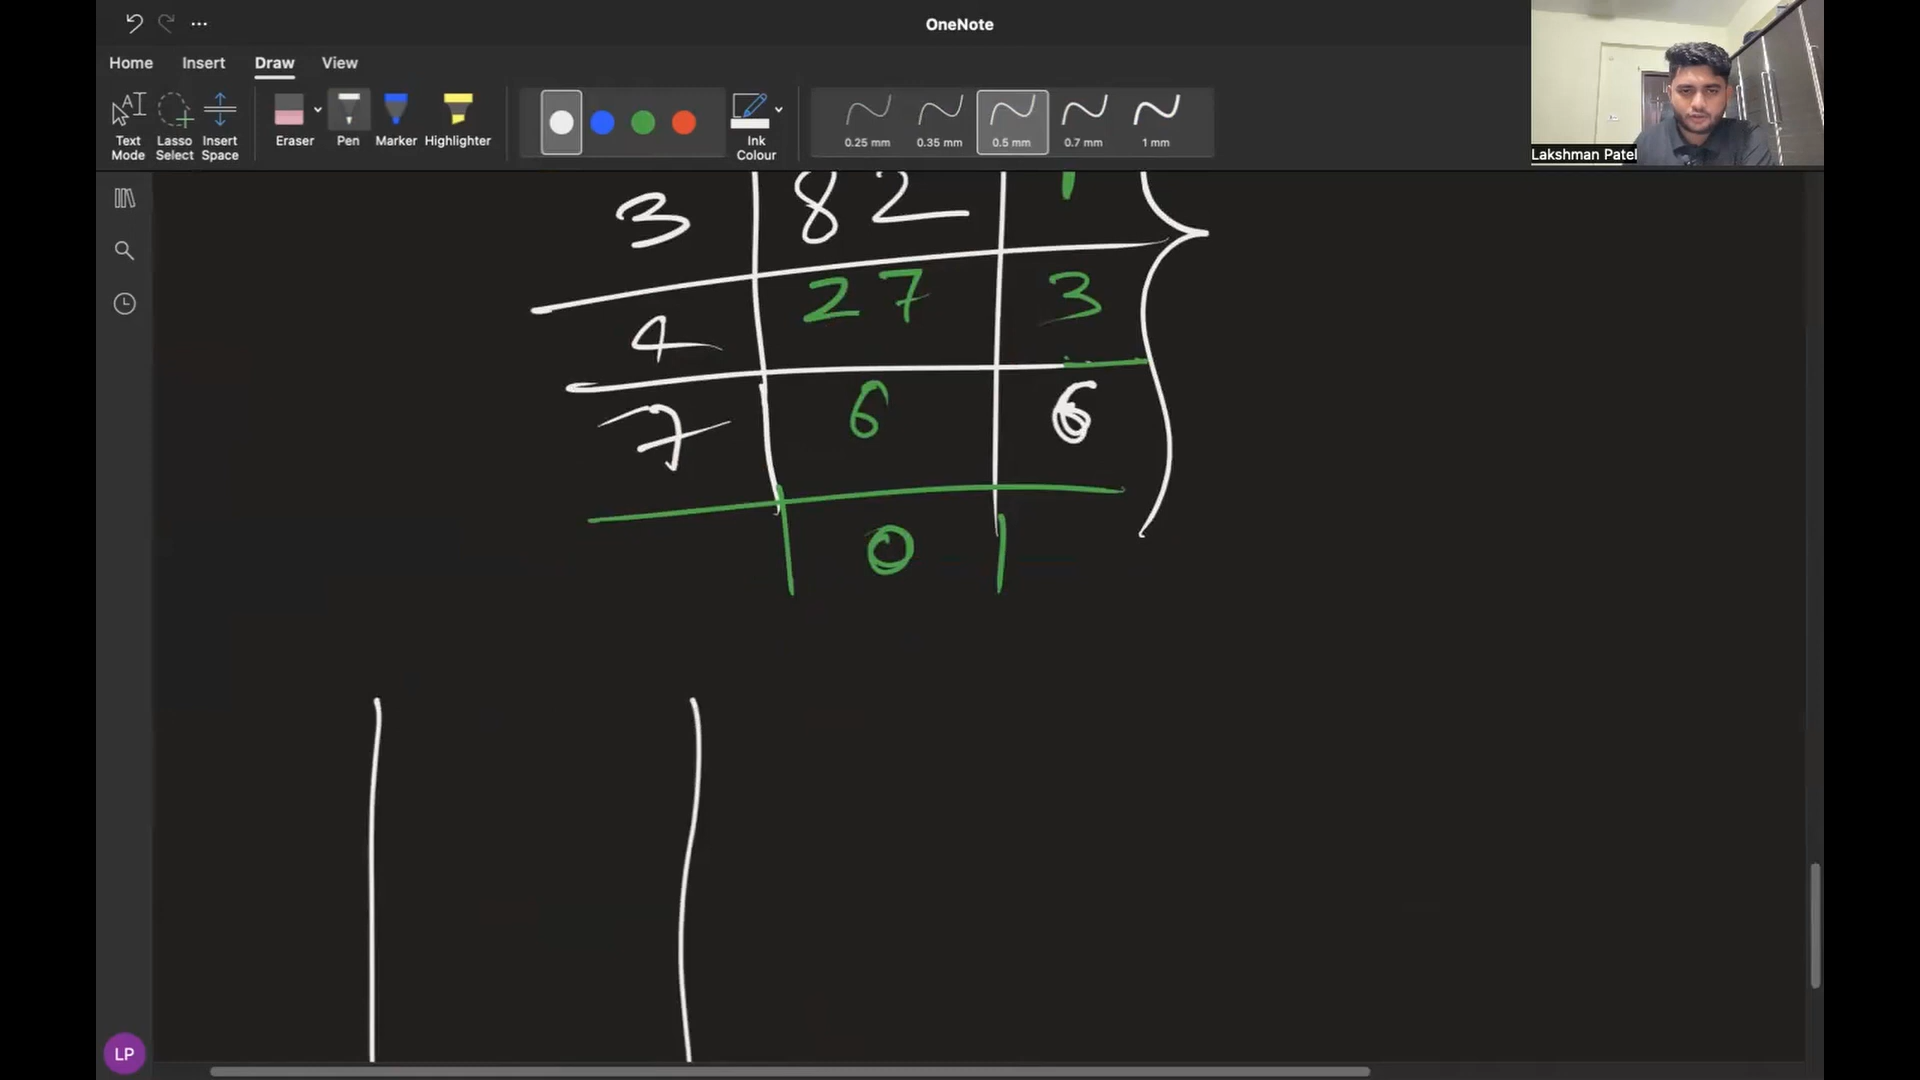 OneNote
Home Insert Draw View
Text Mode
Lasso Select
Insert Space
Eraser
Pen
Marker
Highlighter
Ink Colour
0.25 mm
0.35 mm
0.5 mm
0.7 mm
1 mm
Lakshman Patel
3 82 1
4 27 3
7 6 6
0
LP